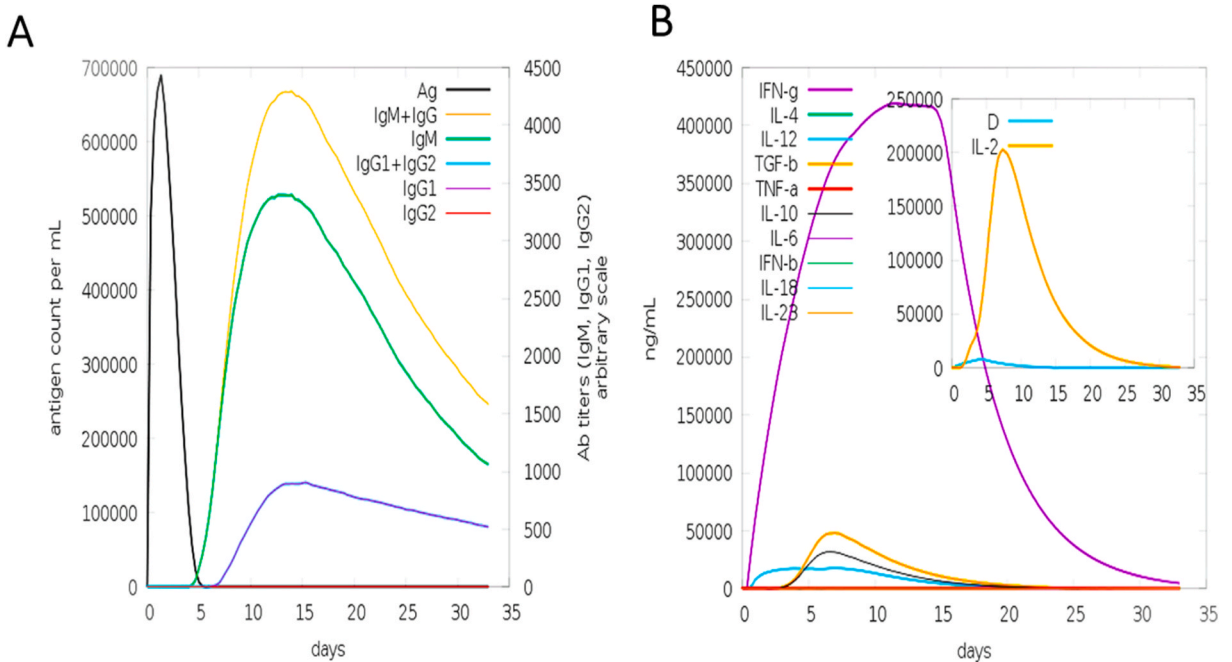 A
700000
600000
500000
400000
300000
200000
100000
0
antigen count per mL
Ag
IgM+IgG
IgM
IgG1+IgG2
IgG1
IgG2
4500
4000
3500
3000
2500
2000
1500
1000
500
0
Ab titers (IgM, IgG1, IgG2)
arbitrary scale
0 5 10 15 20 25 30 35
days
B
450000
400000
350000
300000
250000
200000
150000
100000
50000
0
ng/mL
IFN-g
IL-4
IL-12
TGF-b
TNF-a
IL-10
IL-6
IFN-b
IL-18
IL-23
250000
200000
150000
100000
50000
0
D
IL-2
0 5 10 15 20 25 30 35
0 5 10 15 20 25 30 35
days